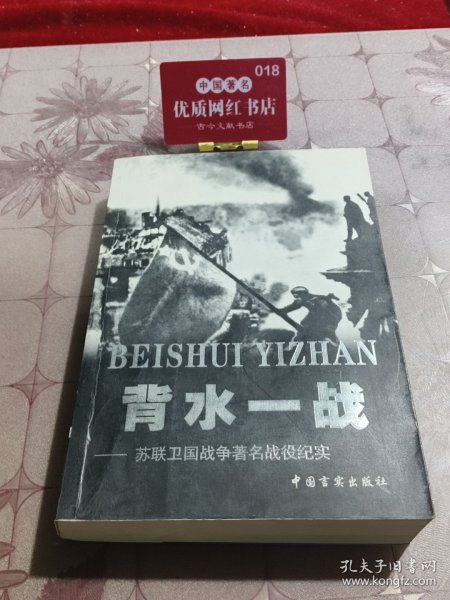 018
中国著名
优质网红书店
古今文献书店
BEISHUI YIZHAN
背水一战
——苏联卫国战争著名战役纪实
中国言实出版社
孔夫子旧书网
www.kongfz.com